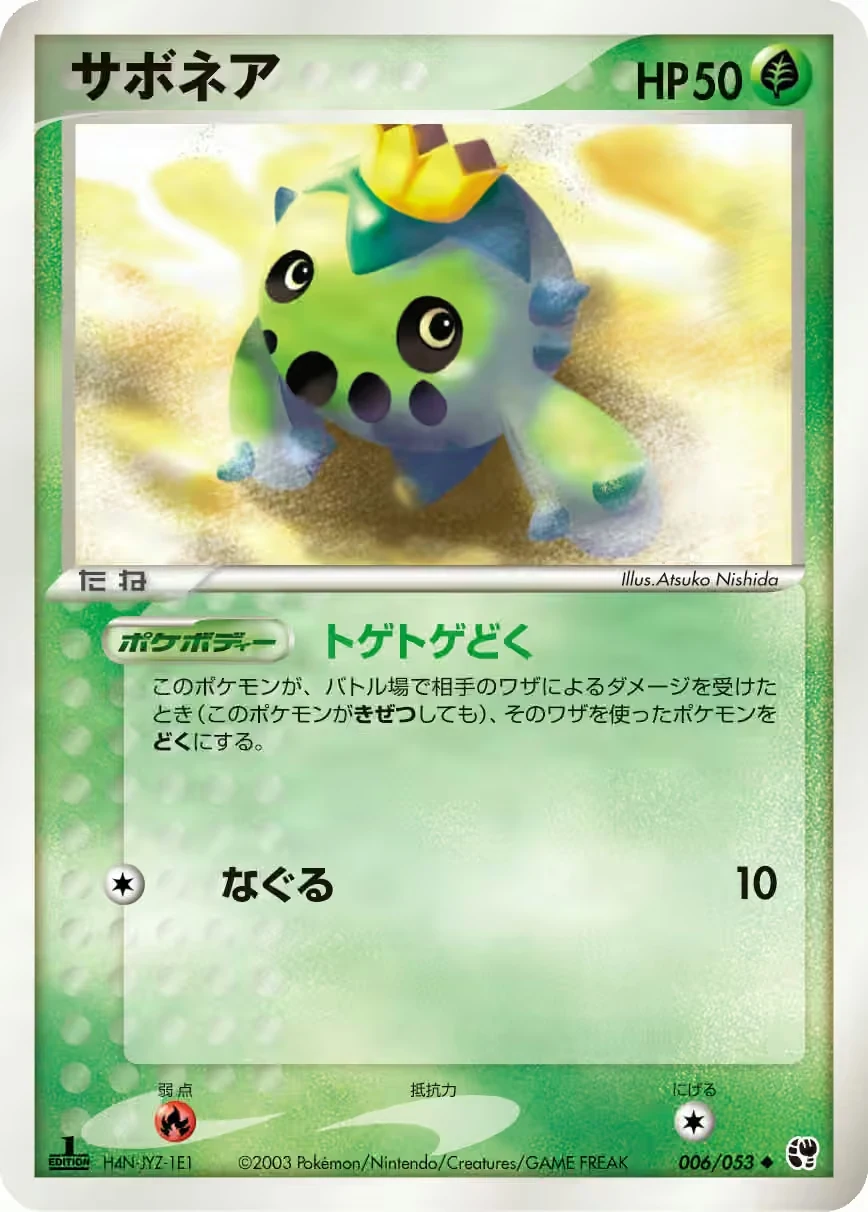 サボネア
HP50
たね
Illus.Atsuko Nishida
ポケボディー
トゲトゲどく
このポケモンが、バトル場で相手のワザによるダメージを受けた
とき(このポケモンがきぜつしても)、そのワザを使ったポケモンを
どくにする。
なぐる 10
弱点 抵抗力 にげる
1 EDITION H4N-JYZ-1E1 ©2003 Pokémon/Nintendo/Creatures/GAME FREAK 006/053 ◆